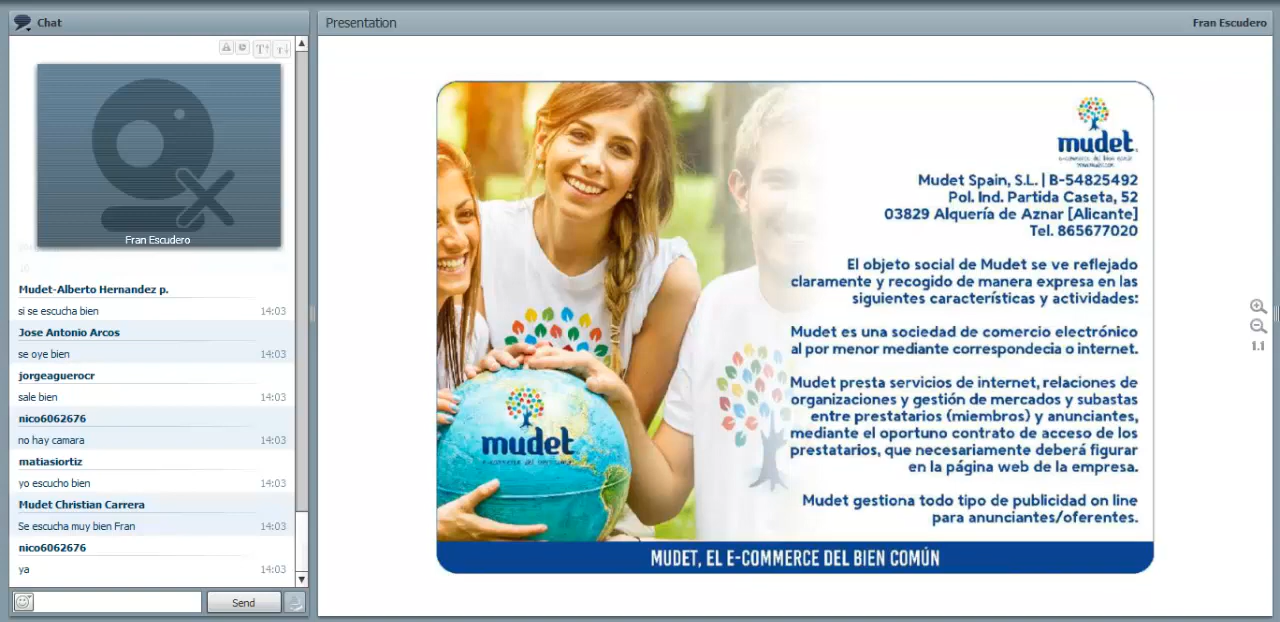 Chat
Fran Escudero
Mudet-Alberto Hernandez p.
si se escucha bien 14:03
Jose Antonio Arcos
se oye bien 14:03
jorgeaguerocr
sale bien 14:03
nico6062676
no hay camara 14:03
matiasiortiz
yo escucho bien 14:03
Mudet Christian Carrera
Se escucha muy bien Fran 14:03
nico6062676
ya 14:03
Send
Presentation
Fran Escudero
mudet
Mudet Spain, S.L. | B-54825492
Pol. Ind. Partida Caseta, 52
03829 Alquería de Aznar [Alicante]
Tel. 865677020
El objeto social de Mudet se ve reflejado
claramente y recogido de manera expresa en las
siguientes características y actividades:
Mudet es una sociedad de comercio electrónico
al por menor mediante correspondecia o internet.
Mudet presta servicios de internet, relaciones de
organizaciones y gestión de mercados y subastas
entre prestatarios (miembros) y anunciantes,
mediante el oportuno contrato de acceso de los
prestatarios, que necesariamente deberá figurar
en la página web de la empresa.
Mudet gestiona todo tipo de publicidad on line
para anunciantes/oferentes.
mudet
MUDET, EL E-COMMERCE DEL BIEN COMÚN
1.1